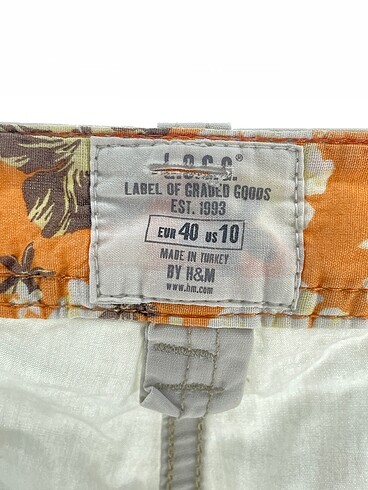 L.O.G.G.®
LABEL OF GRADED GOODS
EST. 1993
EUR 40 US 10
MADE IN TURKEY
BY H&M
www.hm.com